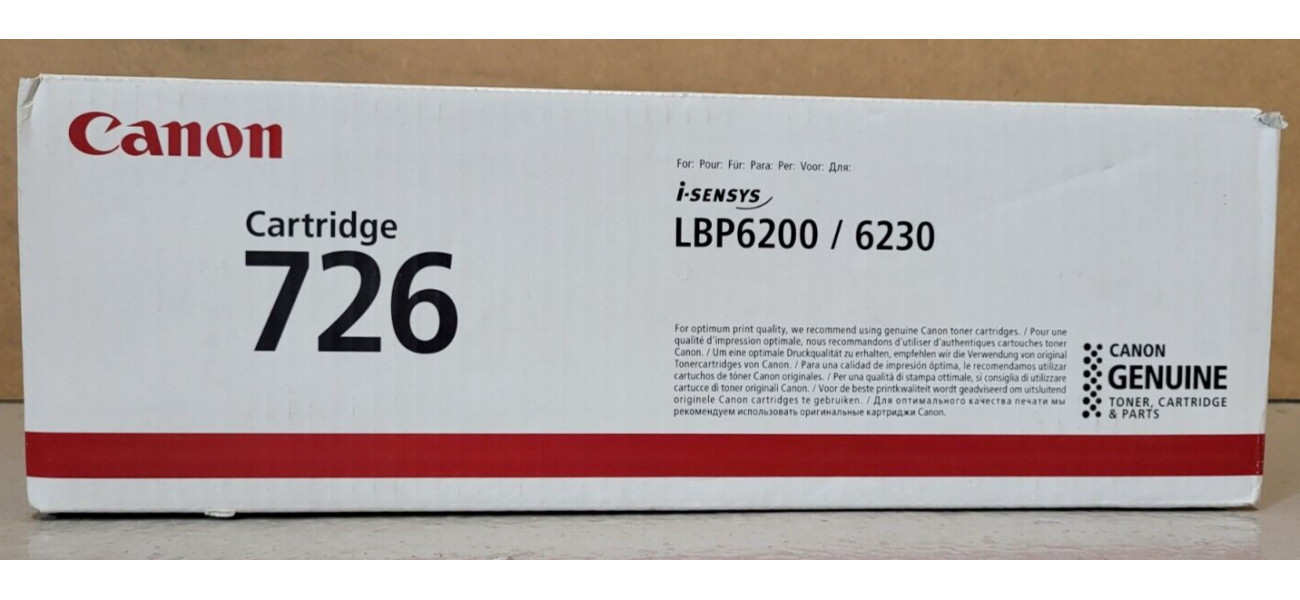 Canon
Cartridge
726
For: Pour: Für: Para: Per: Voor: Для:
i-SENSYS
LBP6200 / 6230
For optimum print quality, we recommend using genuine Canon toner cartridges. / Pour une
qualité d'impression optimale, nous recommandons d'utiliser d'authentiques cartouches toner
Canon. / Um eine optimale Druckqualität zu erhalten, empfehlen wir die Verwendung von original
Tonercartridges von Canon. / Para una calidad de impresión óptima, le recomendamos utilizar
cartuchos de tóner Canon originales. / Per una qualità di stampa ottimale, si consiglia di utilizzare
cartucce di toner originali Canon. / Voor de beste printkwaliteit wordt geadviseerd om uitsluitend
originele Canon cartridges te gebruiken. / Для оптимального качества печати мы
рекомендуем использовать оригинальные картриджи Canon.
CANON
GENUINE
TONER, CARTRIDGE
& PARTS